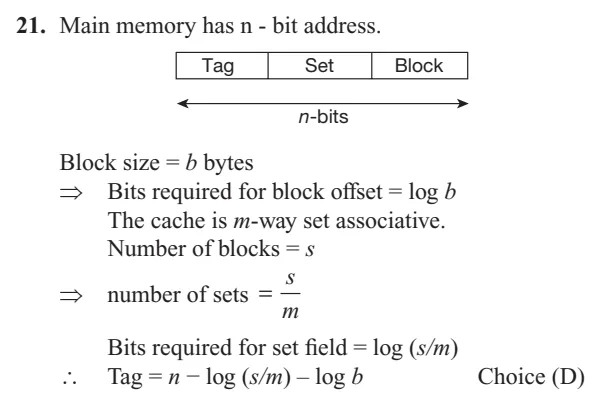 21. Main memory has n - bit address.
Tag Set Block
n-bits
Block size = b bytes
⇒ Bits required for block offset = log b
The cache is m-way set associative.
Number of blocks = s
⇒ number of sets = s/m
Bits required for set field = log (s/m)
∴ Tag = n − log (s/m) – log b Choice (D)